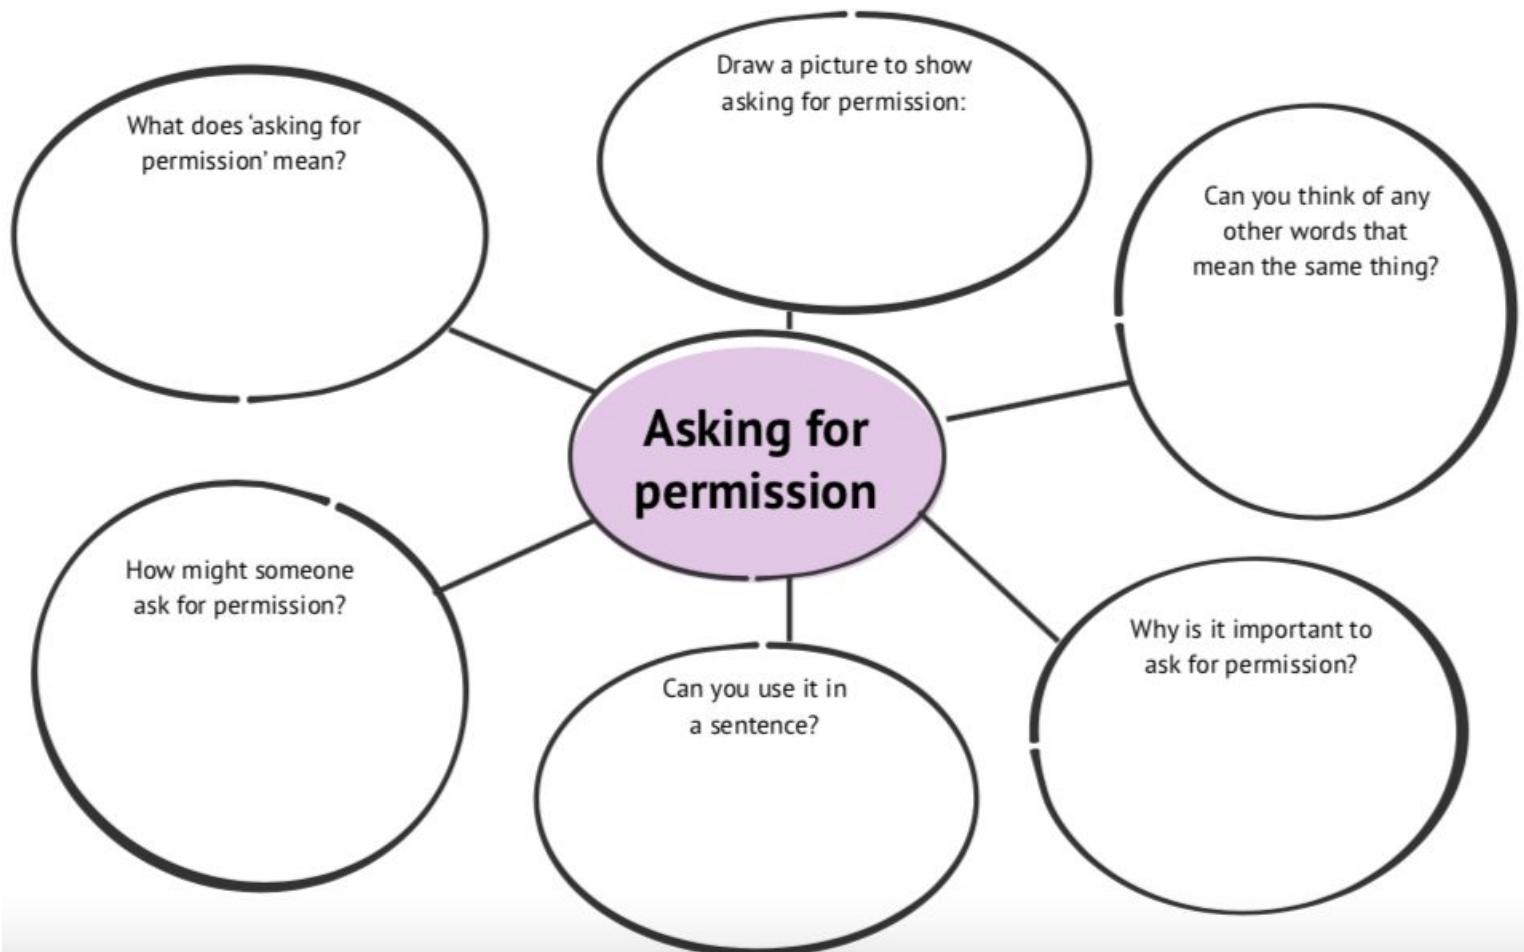 Draw a picture to show
asking for permission:
What does ‘asking for
permission’ mean?
Can you think of any
other words that
mean the same thing?
Asking for
permission
How might someone
ask for permission?
Why is it important to
ask for permission?
Can you use it in
a sentence?